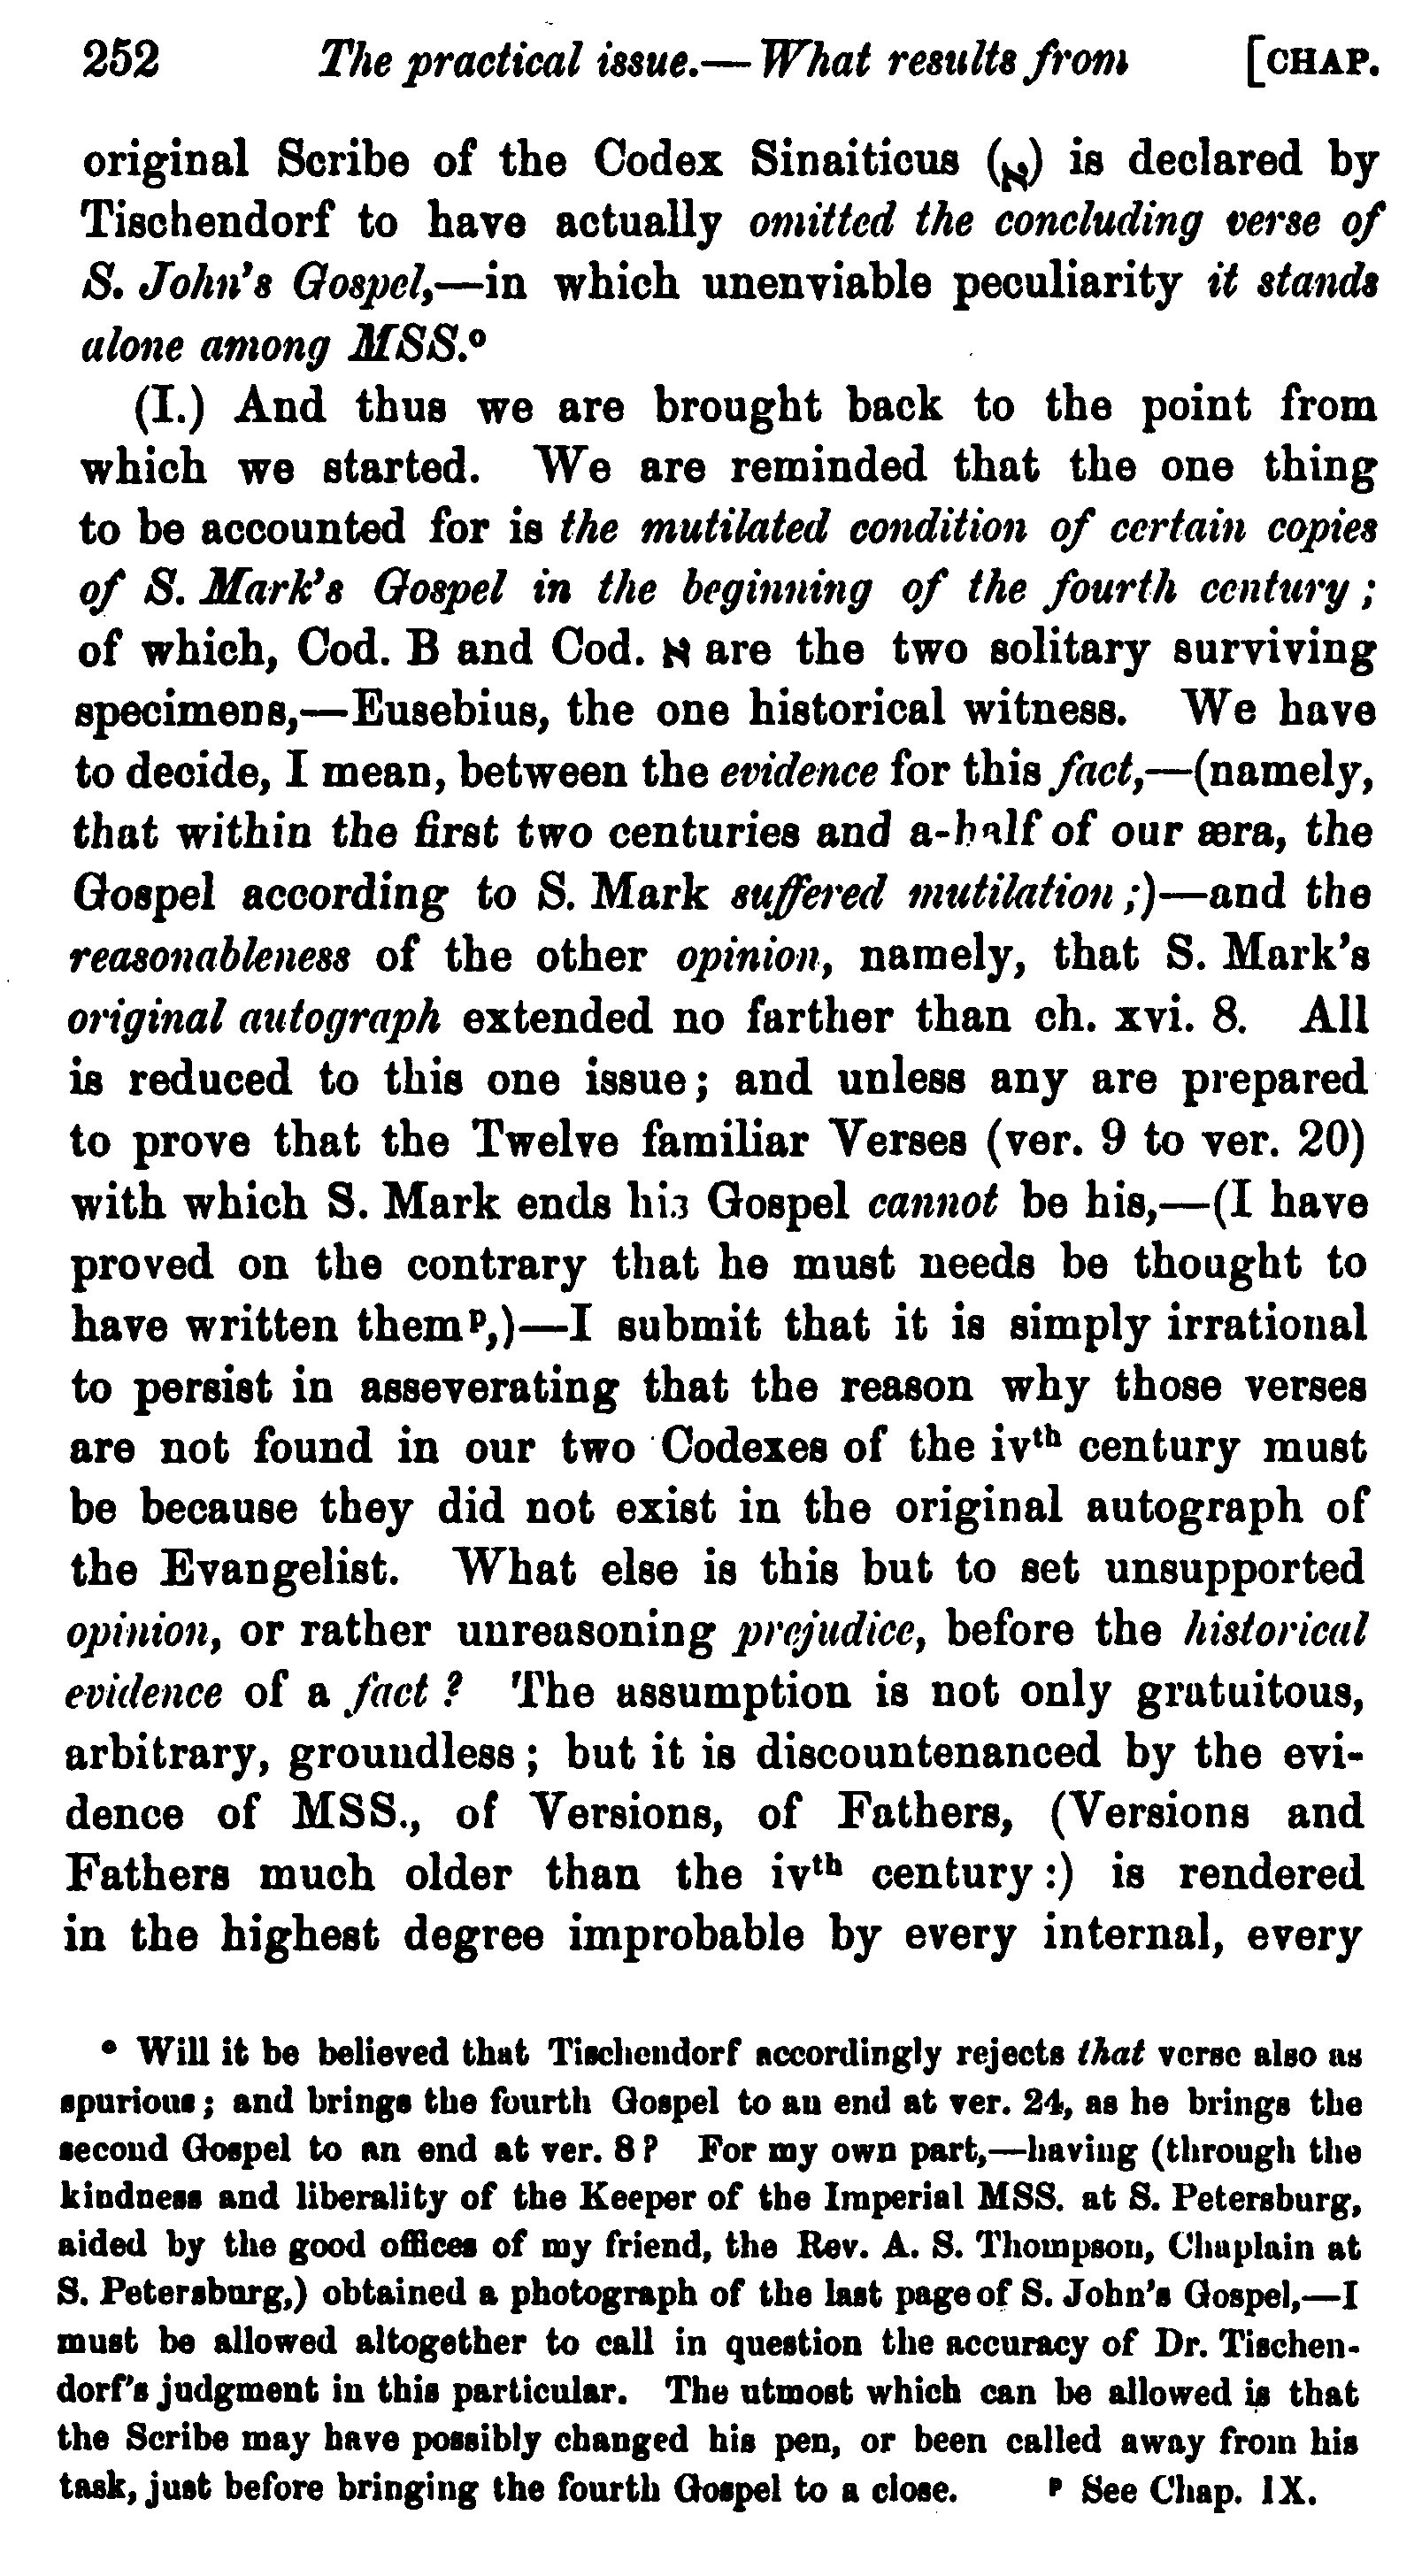 252 The practical issue.—What results from [CHAP.
original Scribe of the Codex Sinaiticus (א) is declared by
Tischendorf to have actually omitted the concluding verse of
S. John's Gospel,—in which unenviable peculiarity it stands
alone among MSS.º
(I.) And thus we are brought back to the point from
which we started. We are reminded that the one thing
to be accounted for is the mutilated condition of certain copies
of S. Mark's Gospel in the beginning of the fourth century;
of which, Cod. B and Cod. א are the two solitary surviving
specimens,—Eusebius, the one historical witness. We have
to decide, I mean, between the evidence for this fact,—(namely,
that within the first two centuries and a-half of our æra, the
Gospel according to S. Mark suffered mutilation;)—and the
reasonableness of the other opinion, namely, that S. Mark's
original autograph extended no farther than ch. xvi. 8. All
is reduced to this one issue; and unless any are prepared
to prove that the Twelve familiar Verses (ver. 9 to ver. 20)
with which S. Mark ends his Gospel cannot be his,—(I have
proved on the contrary that he must needs be thought to
have written themᵖ,)—I submit that it is simply irrational
to persist in asseverating that the reason why those verses
are not found in our two Codexes of the ivᵗʰ century must
be because they did not exist in the original autograph of
the Evangelist. What else is this but to set unsupported
opinion, or rather unreasoning prejudice, before the historical
evidence of a fact? The assumption is not only gratuitous,
arbitrary, groundless; but it is discountenanced by the evi-
dence of MSS., of Versions, of Fathers, (Versions and
Fathers much older than the ivᵗʰ century:) is rendered
in the highest degree improbable by every internal, every
º Will it be believed that Tischendorf accordingly rejects that verse also as
spurious; and brings the fourth Gospel to an end at ver. 24, as he brings the
second Gospel to an end at ver. 8? For my own part,—having (through the
kindness and liberality of the Keeper of the Imperial MSS. at S. Petersburg,
aided by the good offices of my friend, the Rev. A. S. Thompson, Chaplain at
S. Petersburg,) obtained a photograph of the last page of S. John's Gospel,—I
must be allowed altogether to call in question the accuracy of Dr. Tischen-
dorf's judgment in this particular. The utmost which can be allowed is that
the Scribe may have possibly changed his pen, or been called away from his
task, just before bringing the fourth Gospel to a close. ᵖ See Chap. IX.